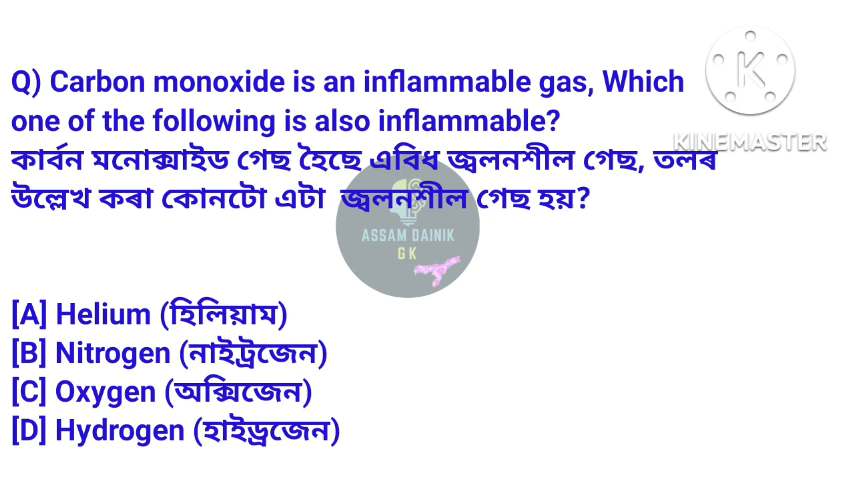 Q) Carbon monoxide is an inflammable gas, Which
one of the following is also inflammable?
কাৰ্বন মনোক্সাইড গেছ হৈছে এবিধ জ্বলনশীল গেছ, তলৰ
উল্লেখ কৰা কোনটো এটা জ্বলনশীল গেছ হয়?
[A] Helium (হিলিয়াম)
[B] Nitrogen (নাইট্ৰজেন)
[C] Oxygen (অক্সিজেন)
[D] Hydrogen (হাইড্ৰজেন)
K
KINEMASTER
ASSAM DAINIK
GK